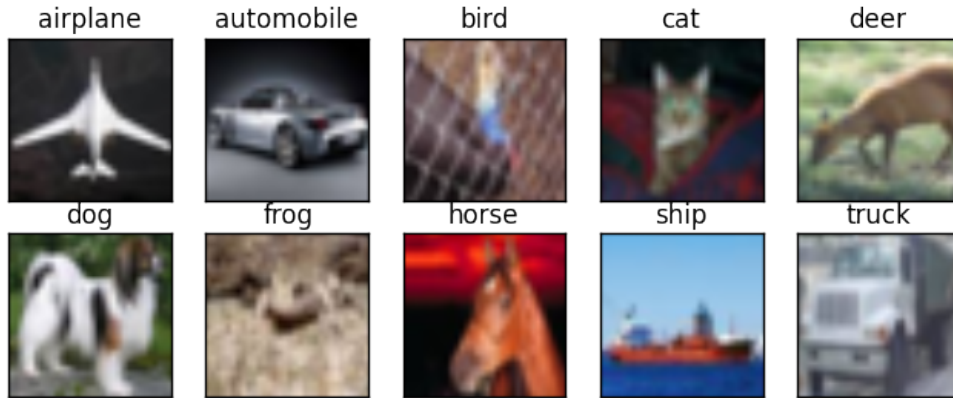 airplane automobile bird cat deer
dog frog horse ship truck